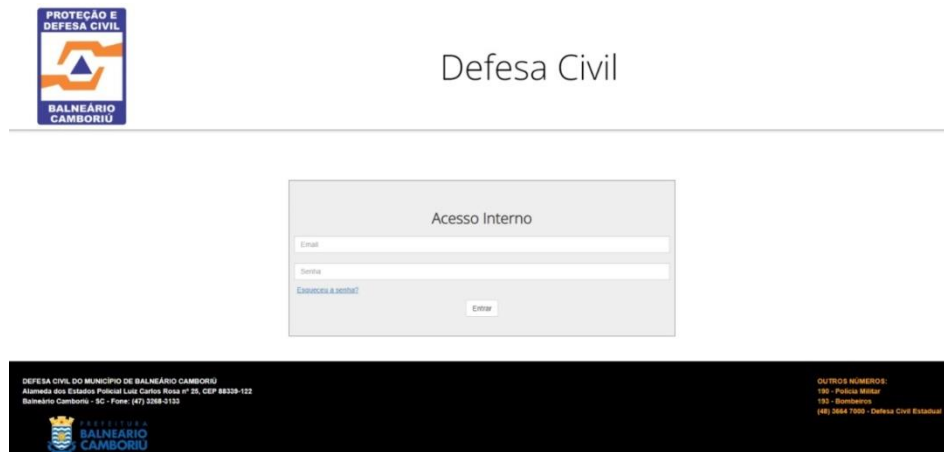 PROTEÇÃO E
DEFESA CIVIL
BALNEÁRIO
CAMBORIÚ
Defesa Civil
Acesso Interno
Email
Senha
Esqueceu a senha?
Entrar
DEFESA CIVIL DO MUNICÍPIO DE BALNEÁRIO CAMBORIÚ
Alameda dos Estados Policial Luiz Carlos Rosa nº 25, CEP 88339-122
Balneário Camboriú - SC - Fone: (47) 3268-3133
PREFEITURA
BALNEÁRIO
CAMBORIÚ
OUTROS NÚMEROS:
190 - Polícia Militar
193 - Bombeiros
(48) 3664 7000 - Defesa Civil Estadual